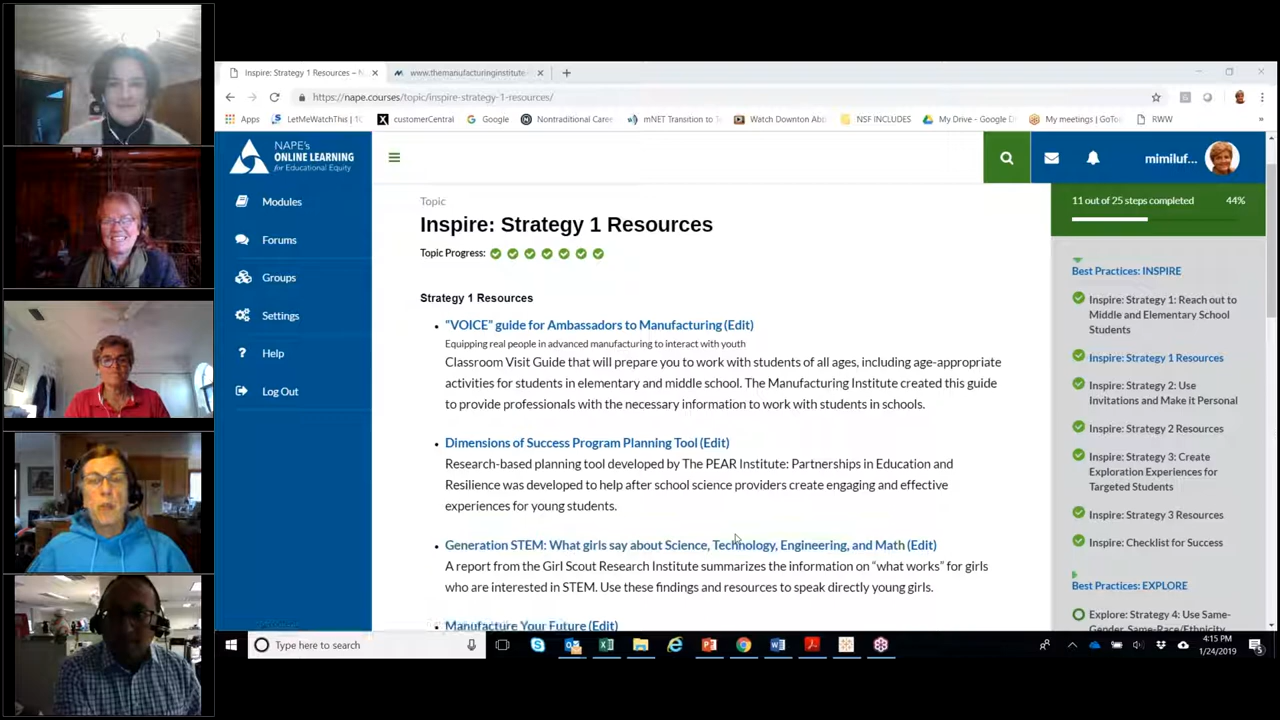 Inspire: Strategy 1 Resources – N
www.themanufacturinginstitute.
https://nape.courses/topic/inspire-strategy-1-resources/
Apps
LetMeWatchThis | 10
customerCentral
Google
Nontraditional Care
mNET Transition to T
Watch Downton Ab
NSF INCLUDES
My Drive - Google D
My meetings | GoTo
RWW
NAPE's
ONLINE LEARNING
for Educational Equity
mimiluf...
Modules
Forums
Groups
Settings
Help
Log Out
Topic
Inspire: Strategy 1 Resources
Topic Progress:
Strategy 1 Resources
“VOICE” guide for Ambassadors to Manufacturing (Edit)
Equipping real people in advanced manufacturing to interact with youth
Classroom Visit Guide that will prepare you to work with students of all ages, including age-appropriate
activities for students in elementary and middle school. The Manufacturing Institute created this guide
to provide professionals with the necessary information to work with students in schools.
Dimensions of Success Program Planning Tool (Edit)
Research-based planning tool developed by The PEAR Institute: Partnerships in Education and
Resilience was developed to help after school science providers create engaging and effective
experiences for young students.
Generation STEM: What girls say about Science, Technology, Engineering, and Math (Edit)
A report from the Girl Scout Research Institute summarizes the information on “what works” for girls
who are interested in STEM. Use these findings and resources to speak directly young girls.
Manufacture Your Future (Edit)
11 out of 25 steps completed 44%
Best Practices: INSPIRE
Inspire: Strategy 1: Reach out to
Middle and Elementary School
Students
Inspire: Strategy 1 Resources
Inspire: Strategy 2: Use
Invitations and Make it Personal
Inspire: Strategy 2 Resources
Inspire: Strategy 3: Create
Exploration Experiences for
Targeted Students
Inspire: Strategy 3 Resources
Inspire: Checklist for Success
Best Practices: EXPLORE
Explore: Strategy 4: Use Same-
Gender, Same-Race/Ethnicity
Type here to search
4:15 PM
1/24/2019